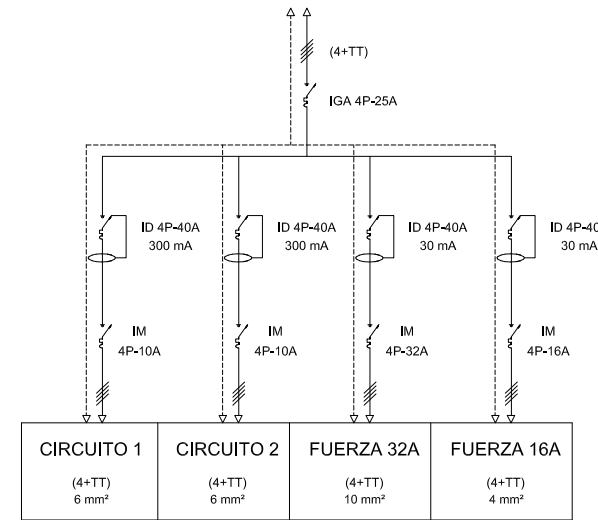 (4+TT)
IGA 4P-25A
ID 4P-40A
300 mA
ID 4P-40A
300 mA
ID 4P-40A
30 mA
ID 4P-40
30 mA
IM
4P-10A
IM
4P-10A
IM
4P-32A
IM
4P-16A
CIRCUITO 1
(4+TT)
6 mm²
CIRCUITO 2
(4+TT)
6 mm²
FUERZA 32A
(4+TT)
10 mm²
FUERZA 16A
(4+TT)
4 mm²